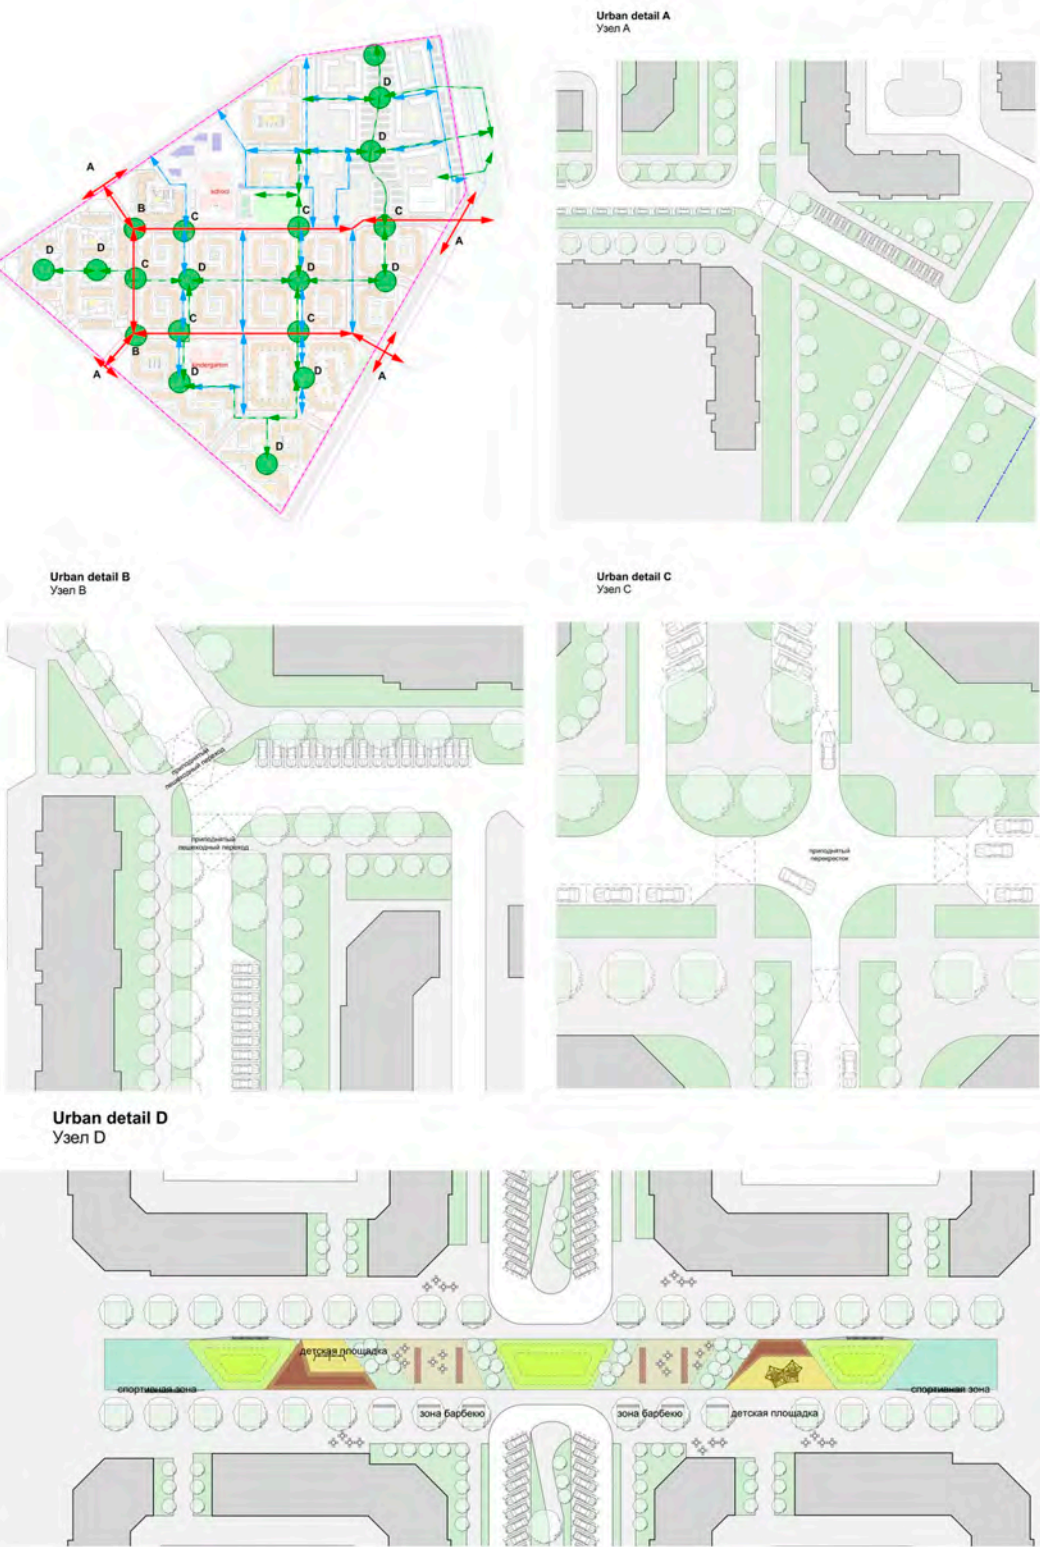 Urban detail A
Узел A
D
D
A
school
B
C
C
C
A
D
D
C
D
D
D
C
C
B
A
kindergarten
A
D
D
D
Urban detail B
Узел B
Urban detail C
Узел C
приподнятый
пешеходный переход
приподнятый
пешеходный переход
приподнятый
перекресток
Urban detail D
Узел D
детская площадка
спортивная зона
спортивная зона
зона барбекю
зона барбекю
детская площадка